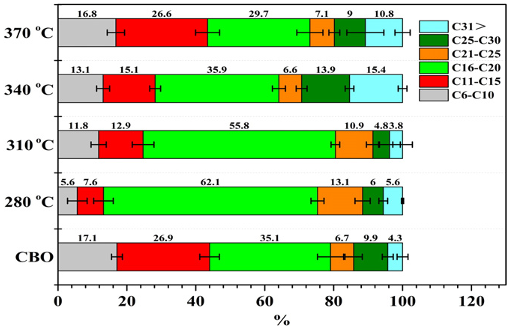 370 °C
16.8 26.6 29.7 7.1 9 10.8
C31＞
C25-C30
C21-C25
C16-C20
C11-C15
C6-C10
340 °C
13.1 15.1 35.9 6.6 13.9 15.4
310 °C
11.8 12.9 55.8 10.9 4.8 3.8
280 °C
5.6 7.6 62.1 13.1 6 5.6
CBO
17.1 26.9 35.1 6.7 9.9 4.3
0 20 40 60 80 100 120
%